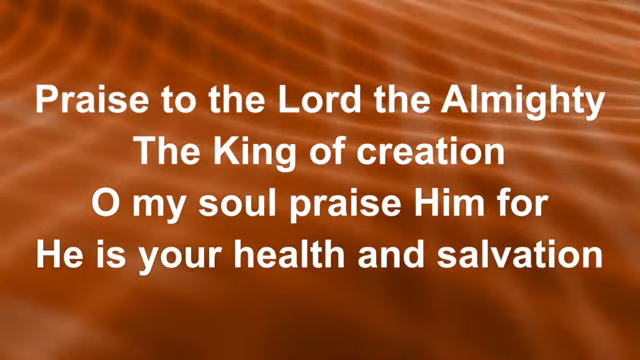 Praise to the Lord the Almighty
The King of creation
O my soul praise Him for
He is your health and salvation